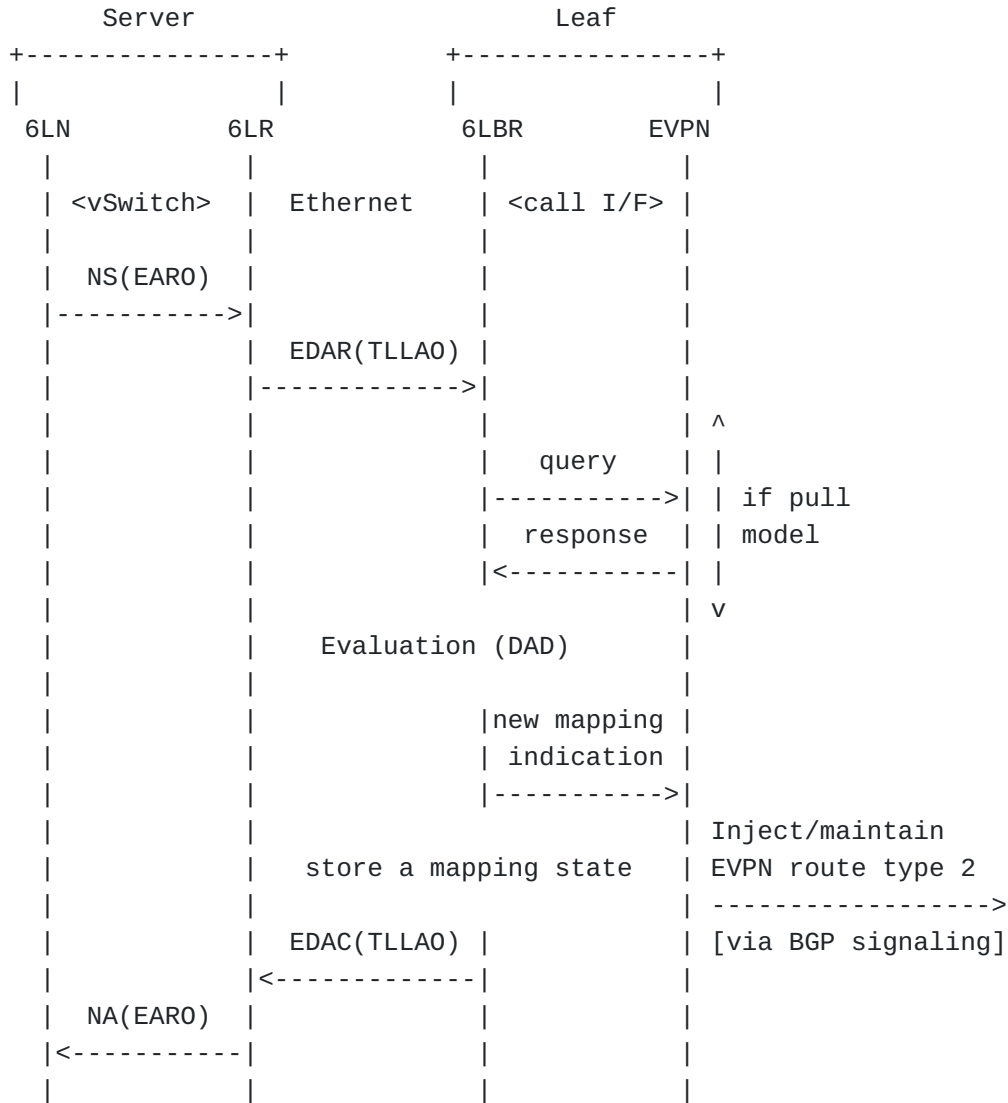 Server Leaf
6LN 6LR 6LBR EVPN
<vSwitch> Ethernet <call I/F>
NS(EARO)
EDAR(TLLAO)
query
if pull
response model
Evaluation (DAD)
new mapping
indication
Inject/maintain
store a mapping state EVPN route type 2
EDAC(TLLAO) [via BGP signaling]
NA(EARO)